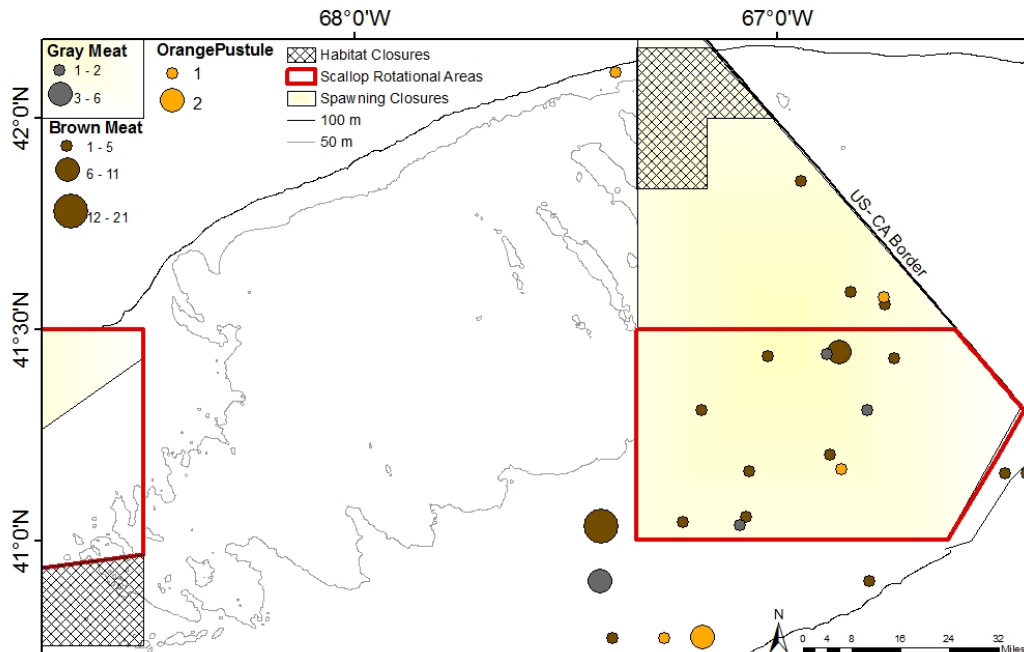 68°0'0"W
67°0'0"W
Gray Meat
1 - 2
3 - 6
OrangePustule
1
2
Brown Meat
1 - 5
6 - 11
12 - 21
Habitat Closures
Scallop Rotational Areas
Spawning Closures
100 m
50 m
42°0'N
41°30'N
41°0'N
US- CA Border
N
0 4 8 16 24 32
Miles